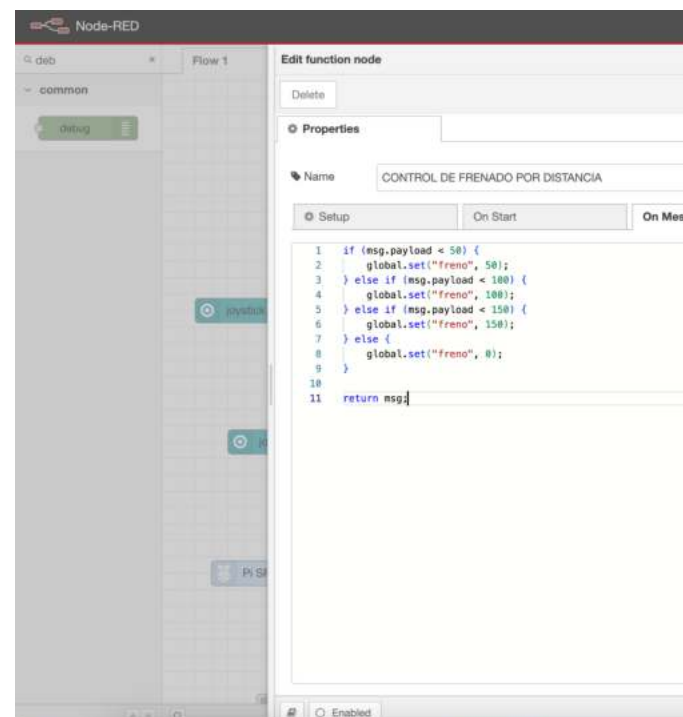 Node-RED
deb
Flow 1
Edit function node
common
Delete
debug
Properties
Name
CONTROL DE FRENADO POR DISTANCIA
Setup
On Start
On Mes
1 if (msg.payload < 50) {
2 global.set("freno", 50);
3 } else if (msg.payload < 100) {
4 global.set("freno", 100);
5 } else if (msg.payload < 150) {
6 global.set("freno", 150);
7 } else {
8 global.set("freno", 0);
9 }
10
11 return msg;
joystick
jo
Pi SE
Enabled